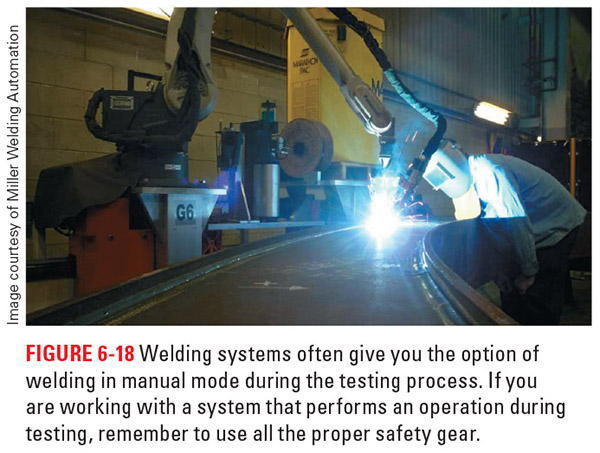 Image courtesy of Miller Welding Automation
MARATHON
PAC
M
G6
FIGURE 6-18 Welding systems often give you the option of
welding in manual mode during the testing process. If you
are working with a system that performs an operation during
testing, remember to use all the proper safety gear.